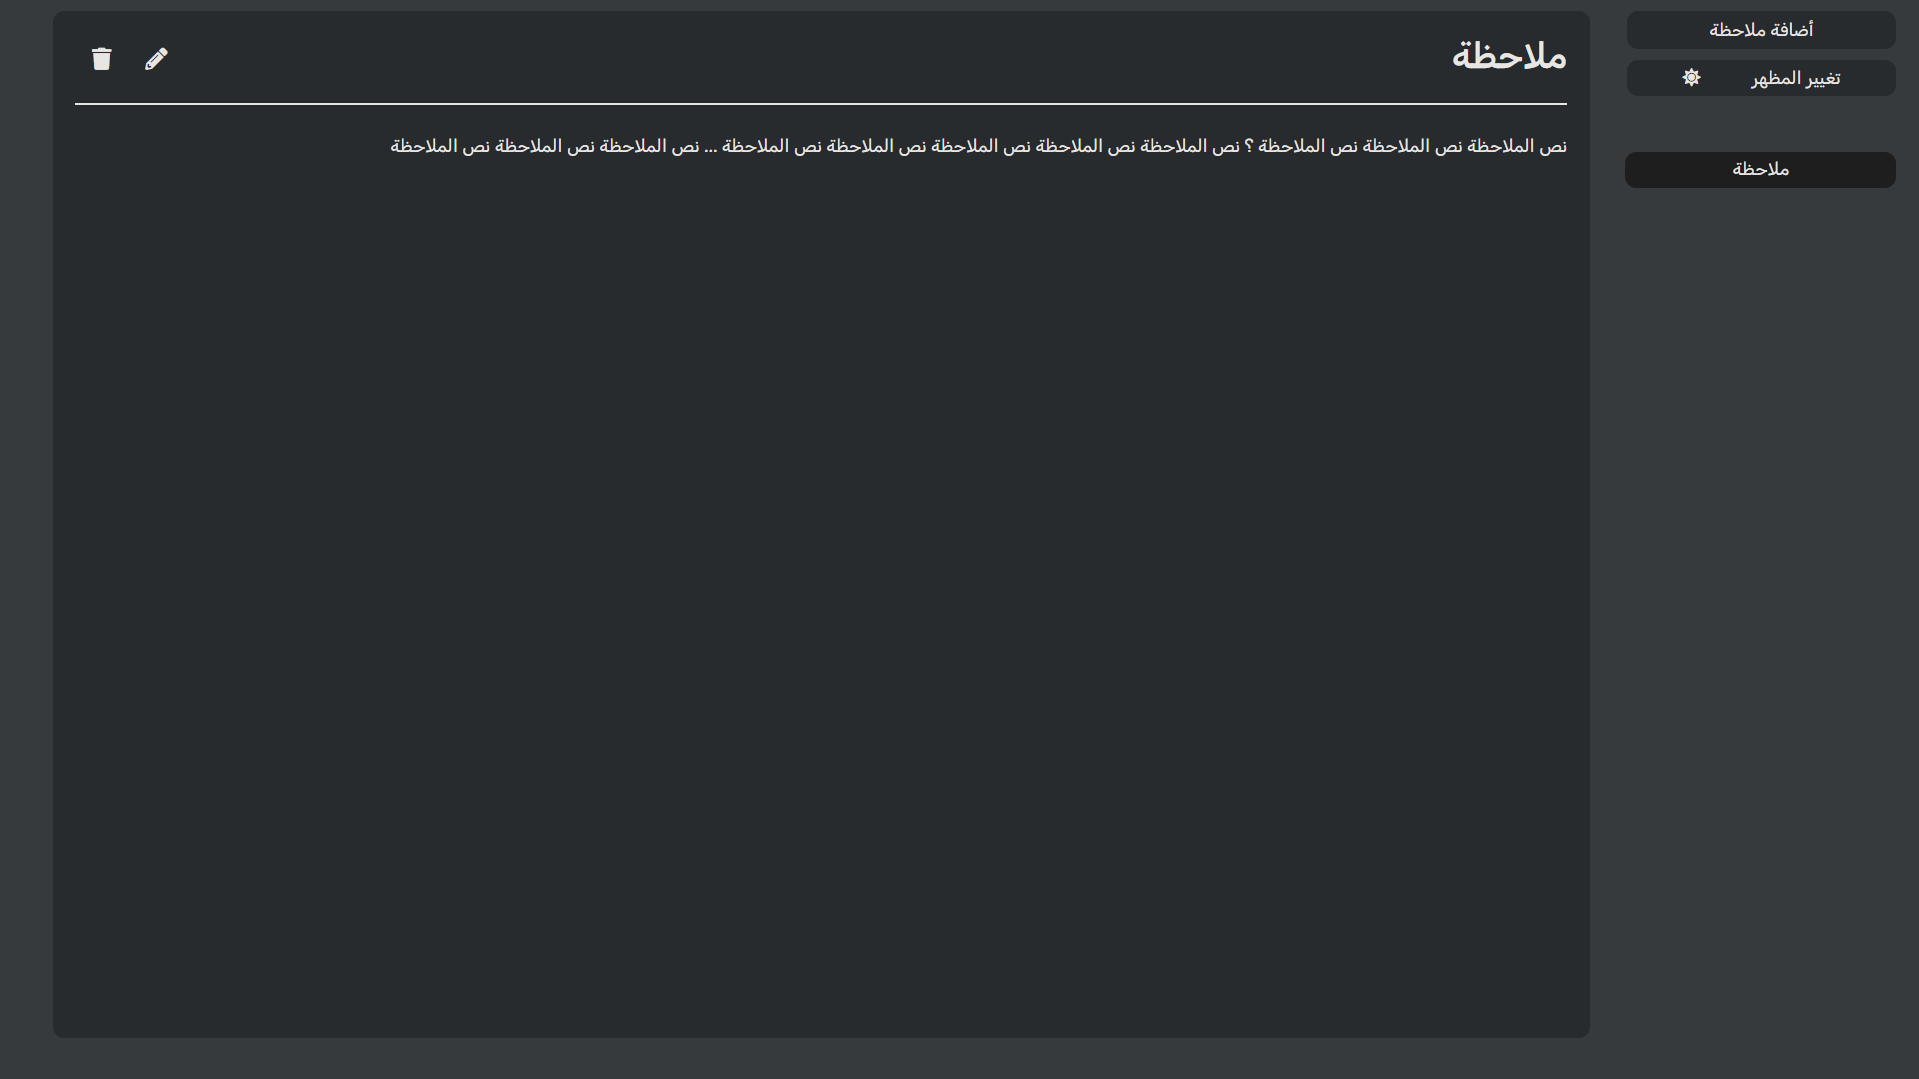 أضافة ملاحظة
تغيير المظهر
ملاحظة
ملاحظة
نص الملاحظة نص الملاحظة نص الملاحظة ؟ نص الملاحظة نص الملاحظة نص الملاحظة نص الملاحظة نص الملاحظة ... نص الملاحظة نص الملاحظة نص الملاحظة